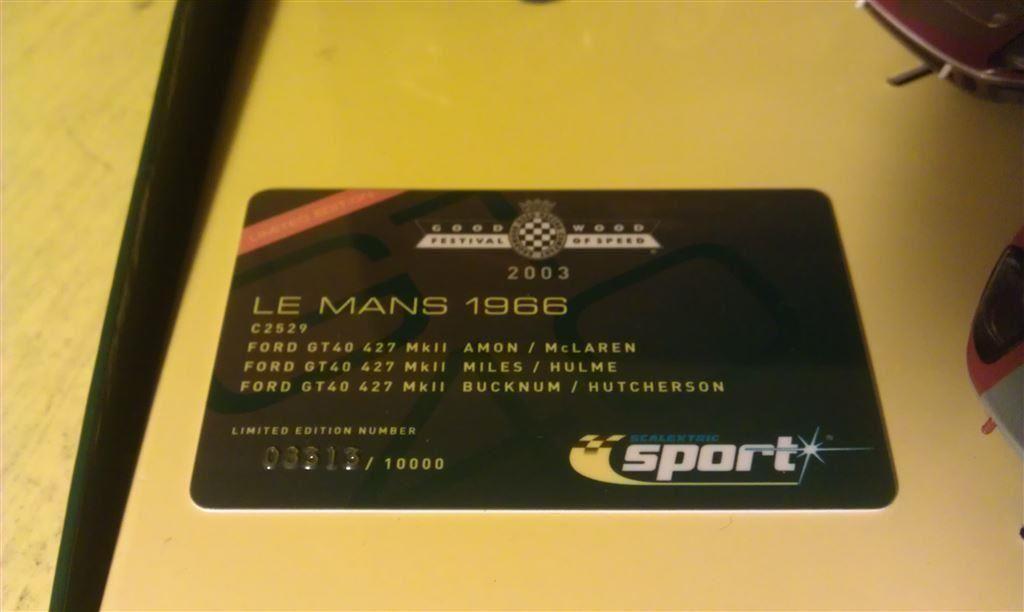 LIMITED EDITION
GOOD WOOD
FESTIVAL OF SPEED
2003
LE MANS 1966
C2529
FORD GT40 427 MkII AMON / McLAREN
FORD GT40 427 MkII MILES / HULME
FORD GT40 427 MkII BUCKNUM / HUTCHERSON
LIMITED EDITION NUMBER
/ 10000
SCALEXTRIC
sport